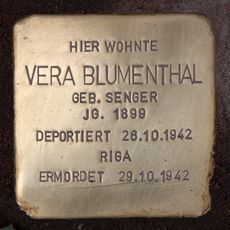 HIER WOHNTE
VERA BLUMENTHAL
GEB. SENGER
JG. 1899
DEPORTIERT 26.10.1942
RIGA
ERMORDET 29.10.1942